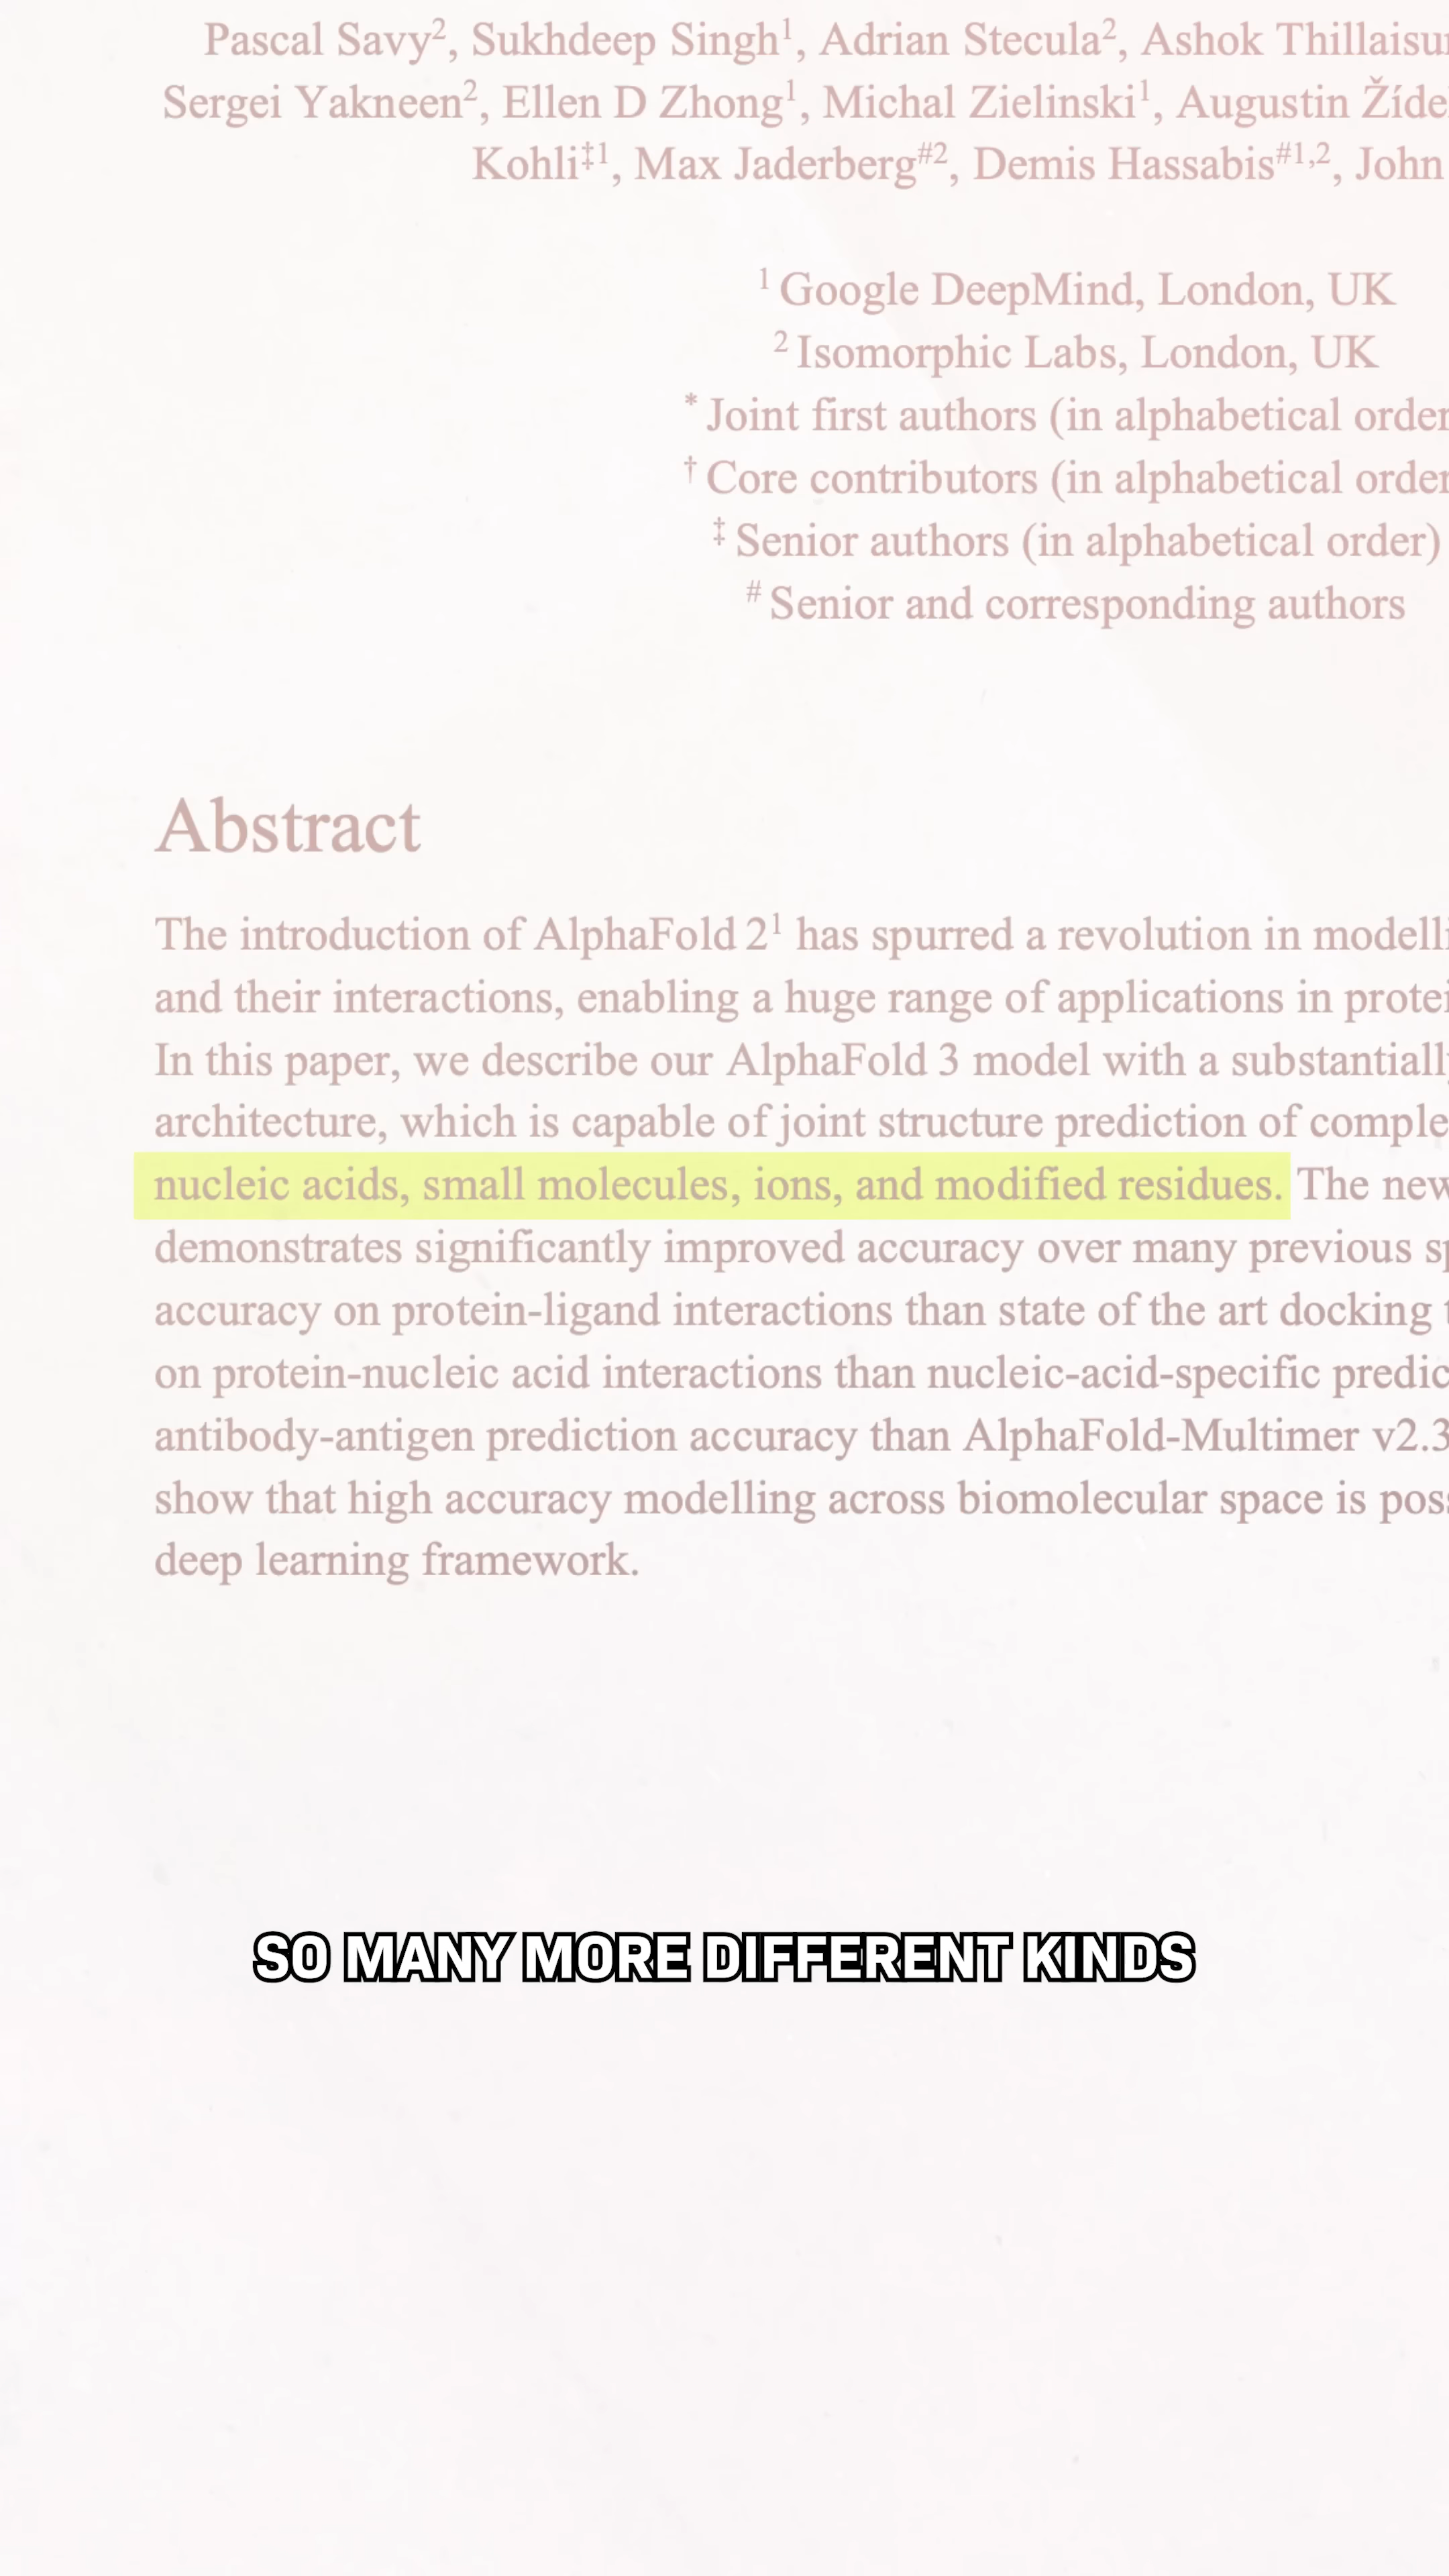 Pascal Savy², Sukhdeep Singh¹, Adrian Stecula², Ashok
Sergei Yakneen², Ellen D Zhong¹, Michal Zielinski¹, Augustin
Kohli‡¹, Max Jaderberg#², Demis Hassabis#¹,², John
¹ Google DeepMind, London, UK
² Isomorphic Labs, London, UK
* Joint first authors (in alphabetical order
† Core contributors (in alphabetical order
‡ Senior authors (in alphabetical order)
# Senior and corresponding authors
Abstract
The introduction of AlphaFold 2¹ has spurred a revolution in
and their interactions, enabling a huge range of applications in
In this paper, we describe our AlphaFold 3 model with a
architecture, which is capable of joint structure prediction of
nucleic acids, small molecules, ions, and modified residues. The new
demonstrates significantly improved accuracy over many previous
accuracy on protein-ligand interactions than state of the art docking
on protein-nucleic acid interactions than nucleic-acid-specific
antibody-antigen prediction accuracy than AlphaFold-Multimer v2.3
show that high accuracy modelling across biomolecular space is
deep learning framework.
SO MANY MORE DIFFERENT KINDS